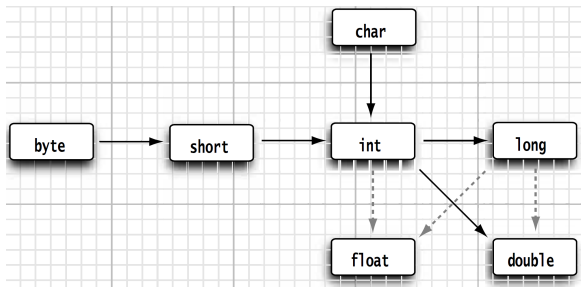 char
byte
short
int
long
float
double